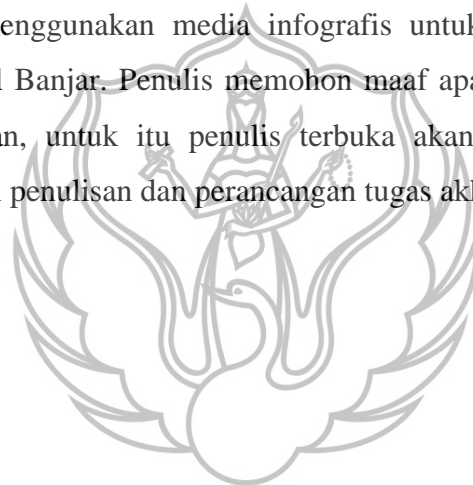 enggunakan media infografis untuk
l Banjar. Penulis memohon maaf apa
an, untuk itu penulis terbuka akan
penulisan dan perancangan tugas ak